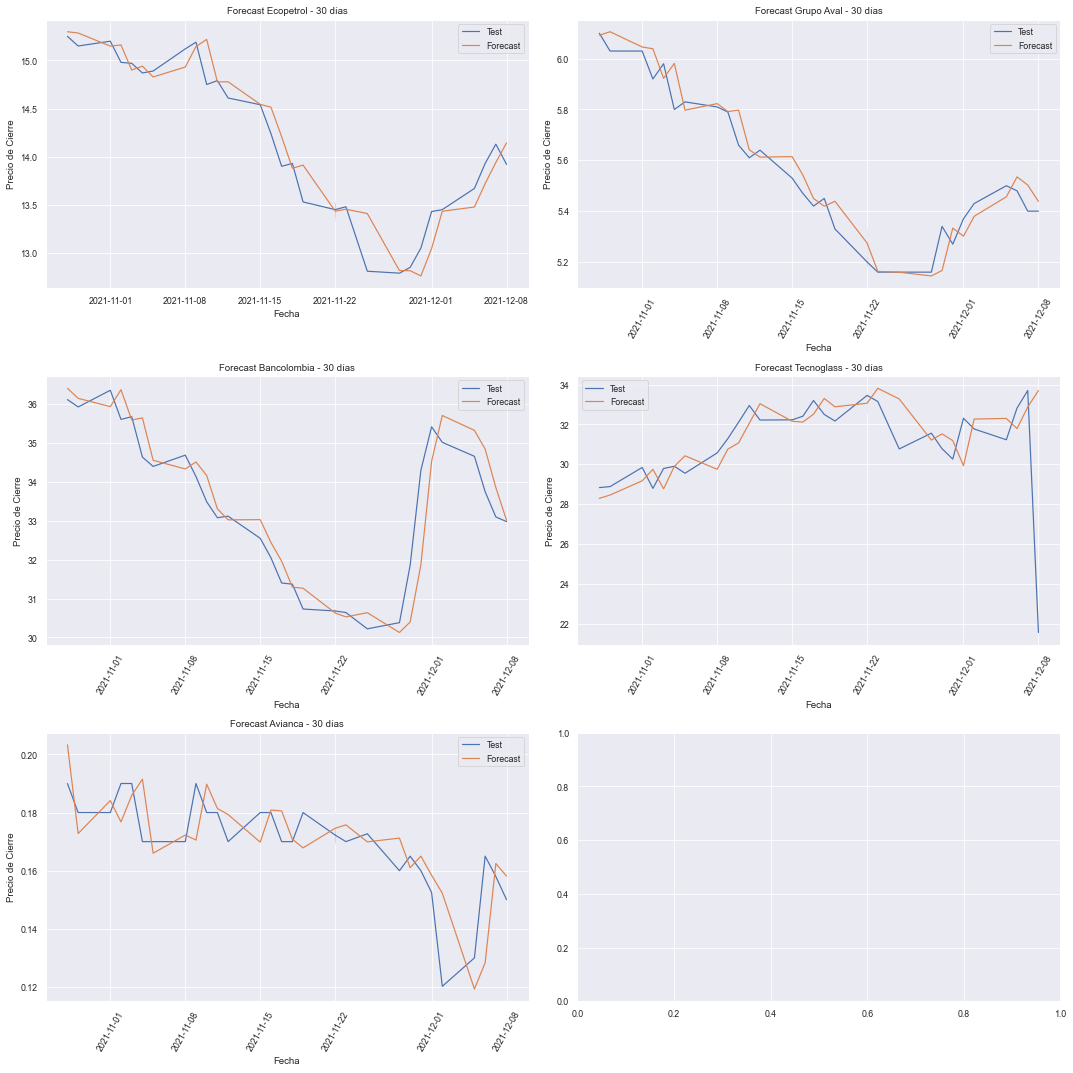 Forecast Ecopetrol - 30 dias
Test
Forecast
15.0
14.5
14.0
13.5
13.0
Precio de Cierre
2021-11-01
2021-11-08
2021-11-15
2021-11-22
2021-12-01
2021-12-08
Fecha
Forecast Grupo Aval - 30 dias
Test
Forecast
6.0
5.8
5.6
5.4
5.2
Precio de Cierre
2021-11-01
2021-11-08
2021-11-15
2021-11-22
2021-12-01
2021-12-08
Fecha
Forecast Bancolombia - 30 dias
Test
Forecast
36
35
34
33
32
31
30
Precio de Cierre
2021-11-01
2021-11-08
2021-11-15
2021-11-22
2021-12-01
2021-12-08
Fecha
Forecast Tecnoglass - 30 dias
Test
Forecast
34
32
30
28
26
24
22
Precio de Cierre
2021-11-01
2021-11-08
2021-11-15
2021-11-22
2021-12-01
2021-12-08
Fecha
Forecast Avianca - 30 dias
Test
Forecast
0.20
0.18
0.16
0.14
0.12
Precio de Cierre
2021-11-01
2021-11-08
2021-11-15
2021-11-22
2021-12-01
2021-12-08
Fecha
1.0
0.8
0.6
0.4
0.2
0.0
0.0
0.2
0.4
0.6
0.8
1.0